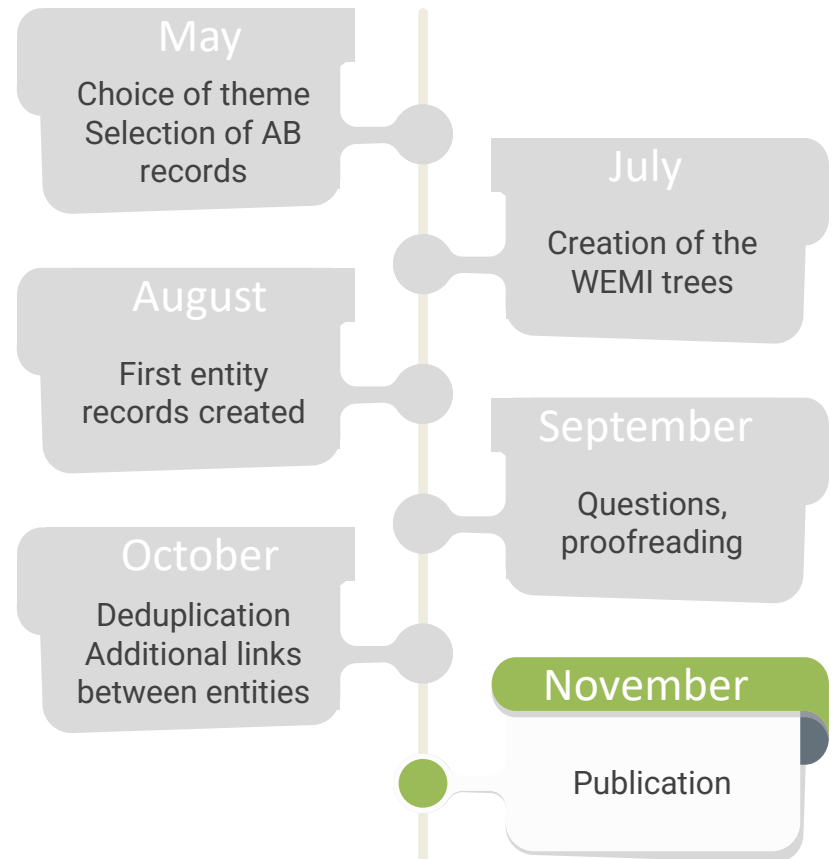 May
Choice of theme
Selection of AB
records
July
Creation of the
WEMI trees
August
First entity
records created
September
Questions,
proofreading
October
Deduplication
Additional links
between entities
November
Publication